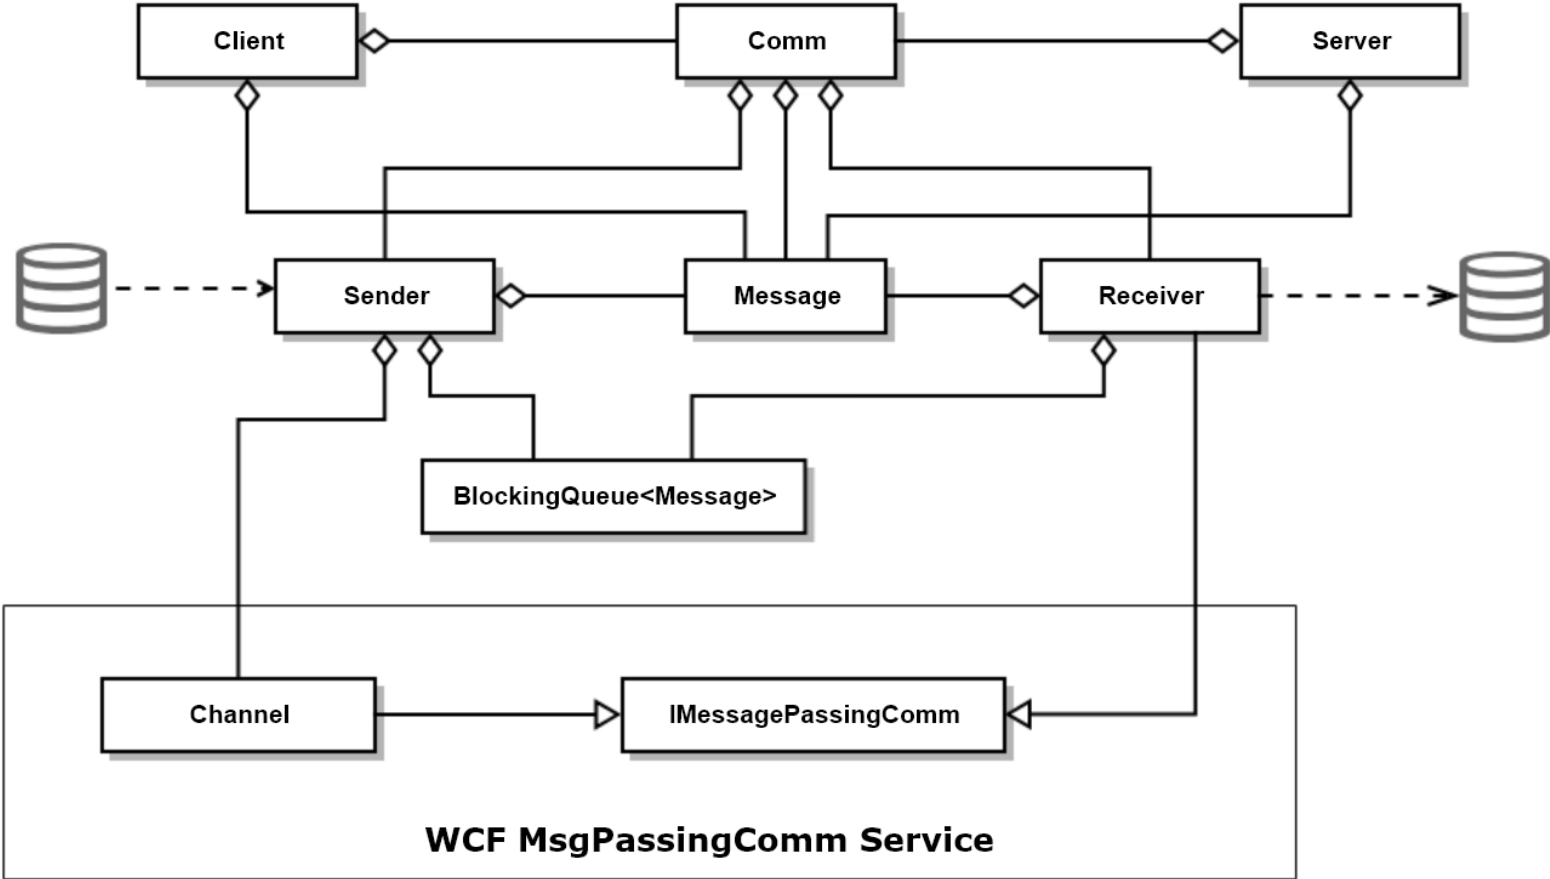 Client
Comm
Server
Sender
Message
Receiver
BlockingQueue<Message>
Channel
IMessagePassingComm
WCF MsgPassingComm Service